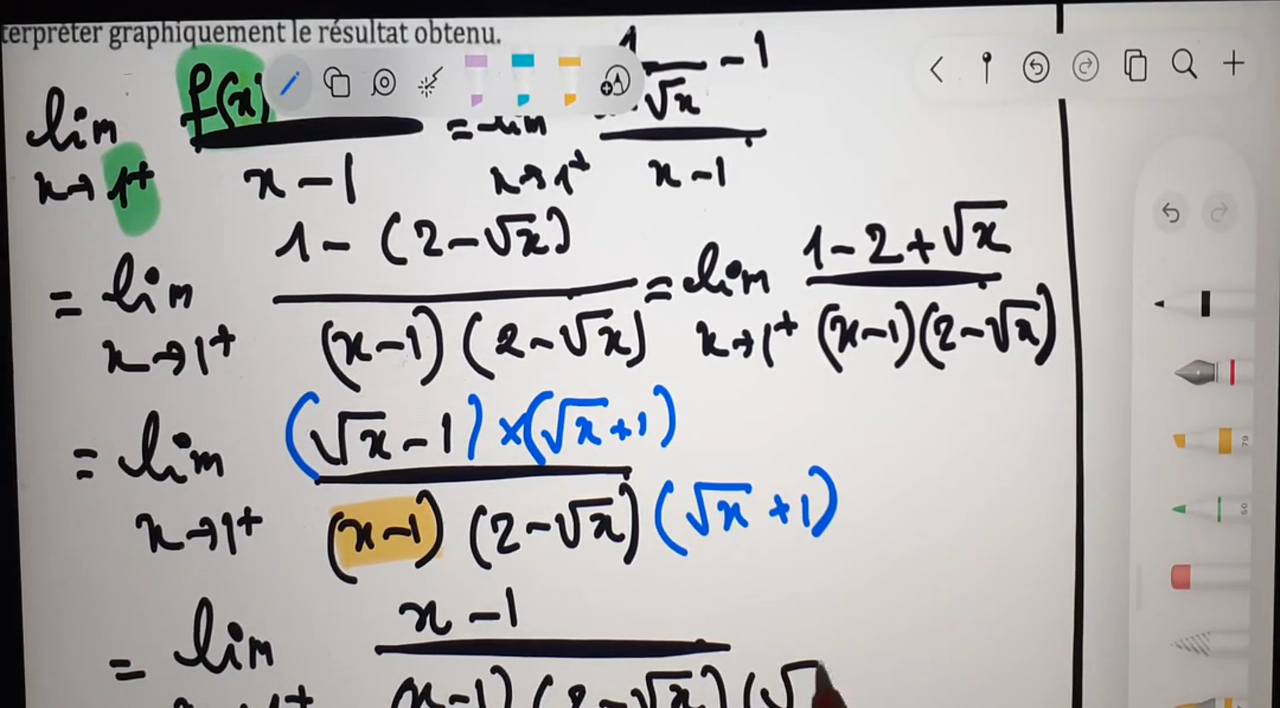 terpréter graphiquement le résultat obtenu.
lim x→1+ f(x) / x-1 = lim x→1+ 1/√x -1 / x-1
= lim x→1+ 1-(2-√x) / (x-1)(2-√x) = lim x→1+ 1-2+√x / (x-1)(2-√x)
= lim x→1+ (√x-1)×(√x+1) / (x-1)(2-√x)(√x+1)
= lim x-1 / x-1)(2-√x)(√